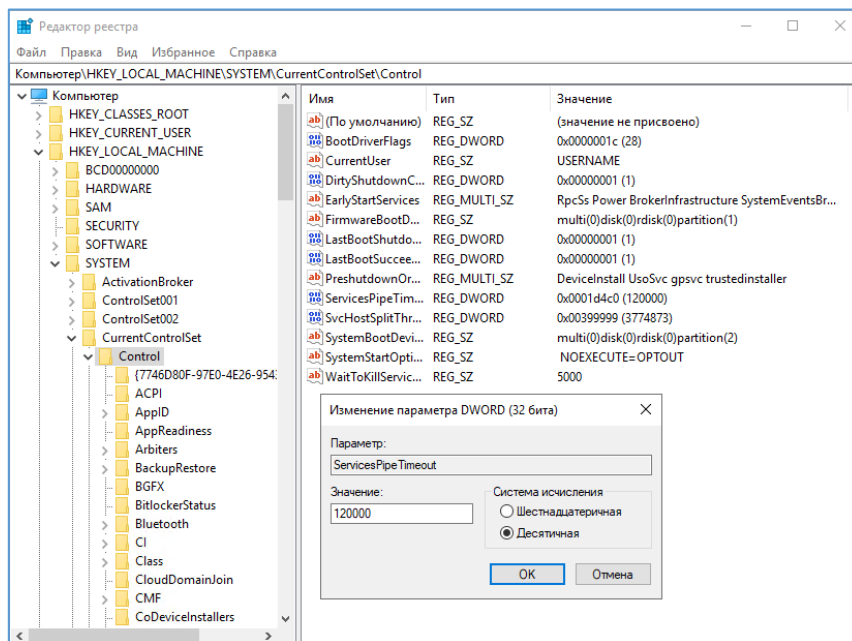 Редактор реестра
Файл Правка Вид Избранное Справка
Компьютер\HKEY_LOCAL_MACHINE\SYSTEM\CurrentControlSet\Control
Компьютер
HKEY_CLASSES_ROOT
HKEY_CURRENT_USER
HKEY_LOCAL_MACHINE
BCD00000000
HARDWARE
SAM
SECURITY
SOFTWARE
SYSTEM
ActivationBroker
ControlSet001
ControlSet002
CurrentControlSet
Control
{7746D80F-97E0-4E26-954
ACPI
AppID
AppReadiness
Arbiters
BackupRestore
BGFX
BitlockerStatus
Bluetooth
CI
Class
CloudDomainJoin
CMF
CoDeviceInstallers
Имя Тип Значение
(По умолчанию) REG_SZ (значение не присвоено)
BootDriverFlags REG_DWORD 0x0000001c (28)
CurrentUser REG_SZ USERNAME
DirtyShutdownC... REG_DWORD 0x00000001 (1)
EarlyStartServices REG_MULTI_SZ RpcSs Power BrokerInfrastructure SystemEventsBr...
FirmwareBootD... REG_SZ multi(0)disk(0)rdisk(0)partition(1)
LastBootShutdo... REG_DWORD 0x00000001 (1)
LastBootSuccee... REG_DWORD 0x00000001 (1)
PreshutdownOr... REG_MULTI_SZ DeviceInstall UsoSvc gpsvc trustedinstaller
ServicesPipeTim... REG_DWORD 0x0001d4c0 (120000)
SvcHostSplitThr... REG_DWORD 0x00399999 (3774873)
SystemBootDevi... REG_SZ multi(0)disk(0)rdisk(0)partition(2)
SystemStartOpti... REG_SZ NOEXECUTE=OPTOUT
WaitToKillServic... REG_SZ 5000
Изменение параметра DWORD (32 бита)
Параметр:
ServicesPipeTimeout
Значение:
120000
Система исчисления
Шестнадцатеричная
Десятичная
OK Отмена